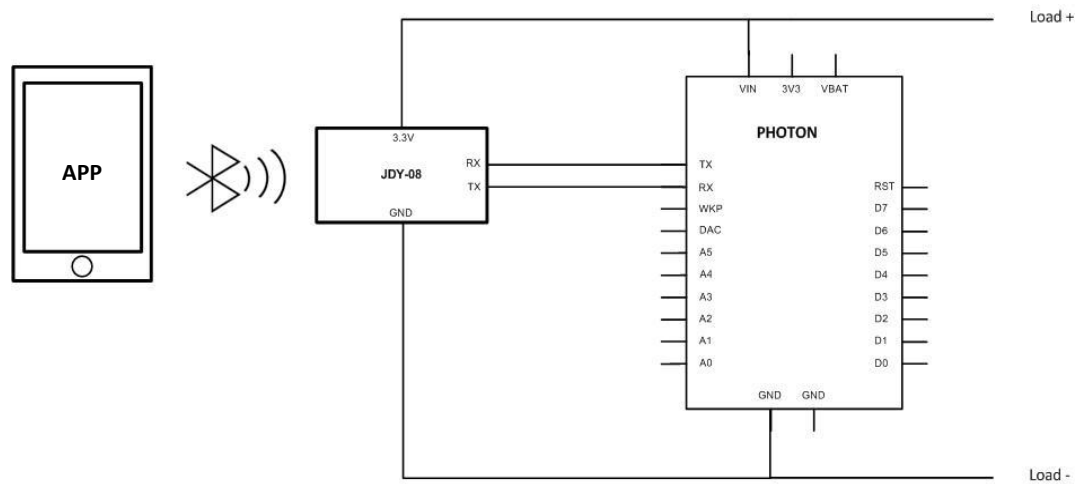 Load +
VIN 3V3 VBAT
PHOTON
APP
3.3V
JDY-08
RX
TX
GND
TX
RX
WKP
DAC
A5
A4
A3
A2
A1
A0
RST
D7
D6
D5
D4
D3
D2
D1
D0
GND GND
Load -